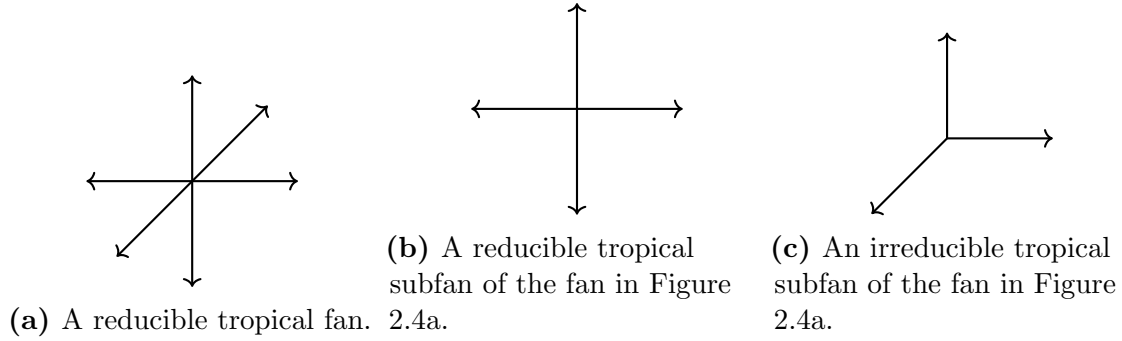 (a) A reducible tropical fan.
(b) A reducible tropical
subfan of the fan in Figure
2.4a.
(c) An irreducible tropical
subfan of the fan in Figure
2.4a.